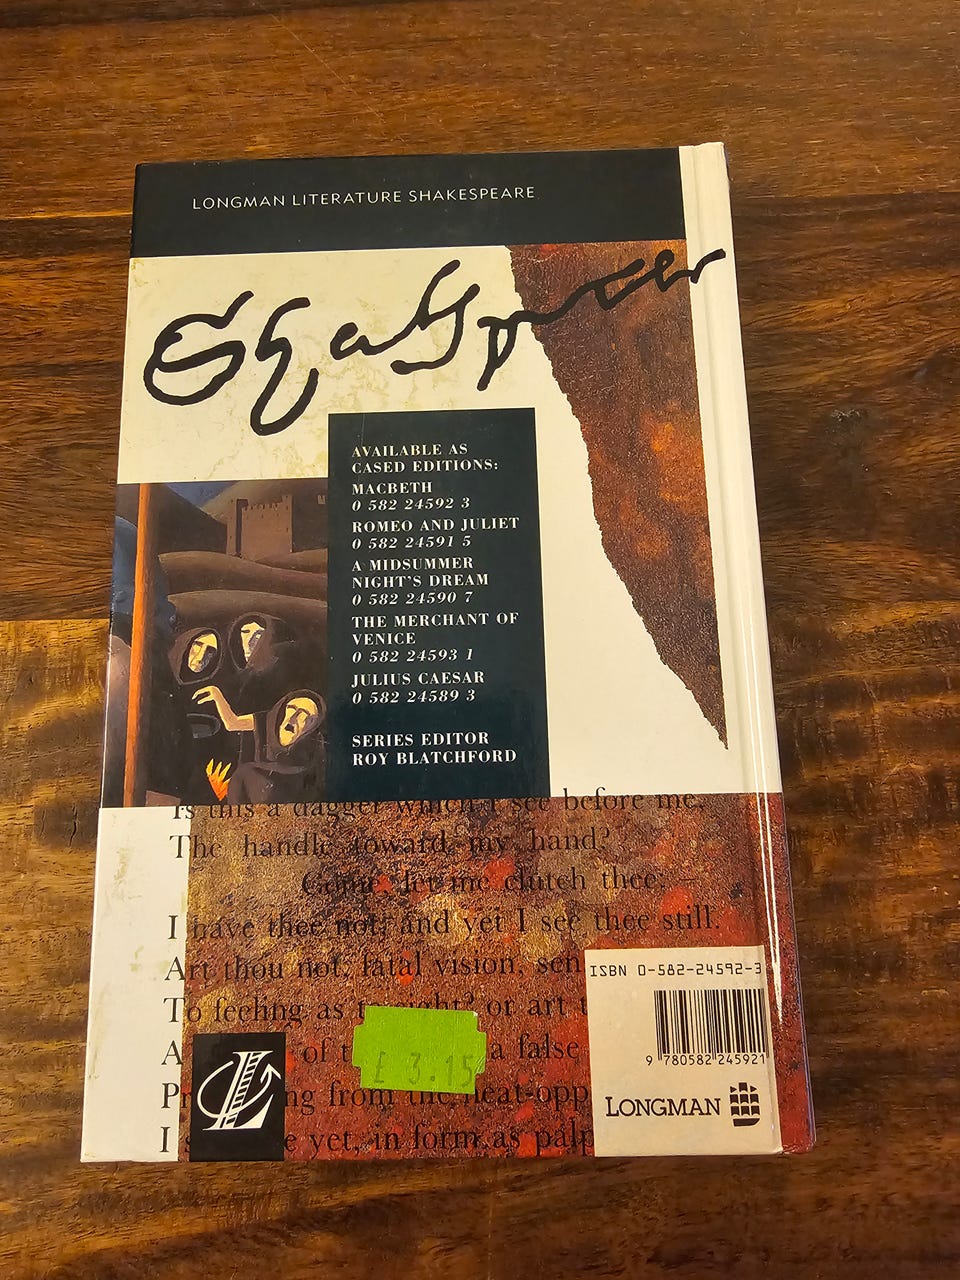 LONGMAN LITERATURE SHAKESPEARE
AVAILABLE AS
CASED EDITIONS:
MACBETH
0 582 24592 3
ROMEO AND JULIET
0 582 24591 5
A MIDSUMMER
NIGHT'S DREAM
0 582 24590 7
THE MERCHANT OF
VENICE
0 582 24593 1
JULIUS CAESAR
0 582 24589 3
SERIES EDITOR
ROY BLATCHFORD
Is this a dagger which I see before me,
The handle toward my hand?
Come, let me clutch thee: –
I have thee not, and yet I see thee still.
Art thou not, fatal vision, sen
To feeling as to sight? or art t
A of t a false
P ng from the heat-opp
I s e yet, in form as palp
£ 3.15
ISBN 0-582-24592-3
9 780582 245921
LONGMAN